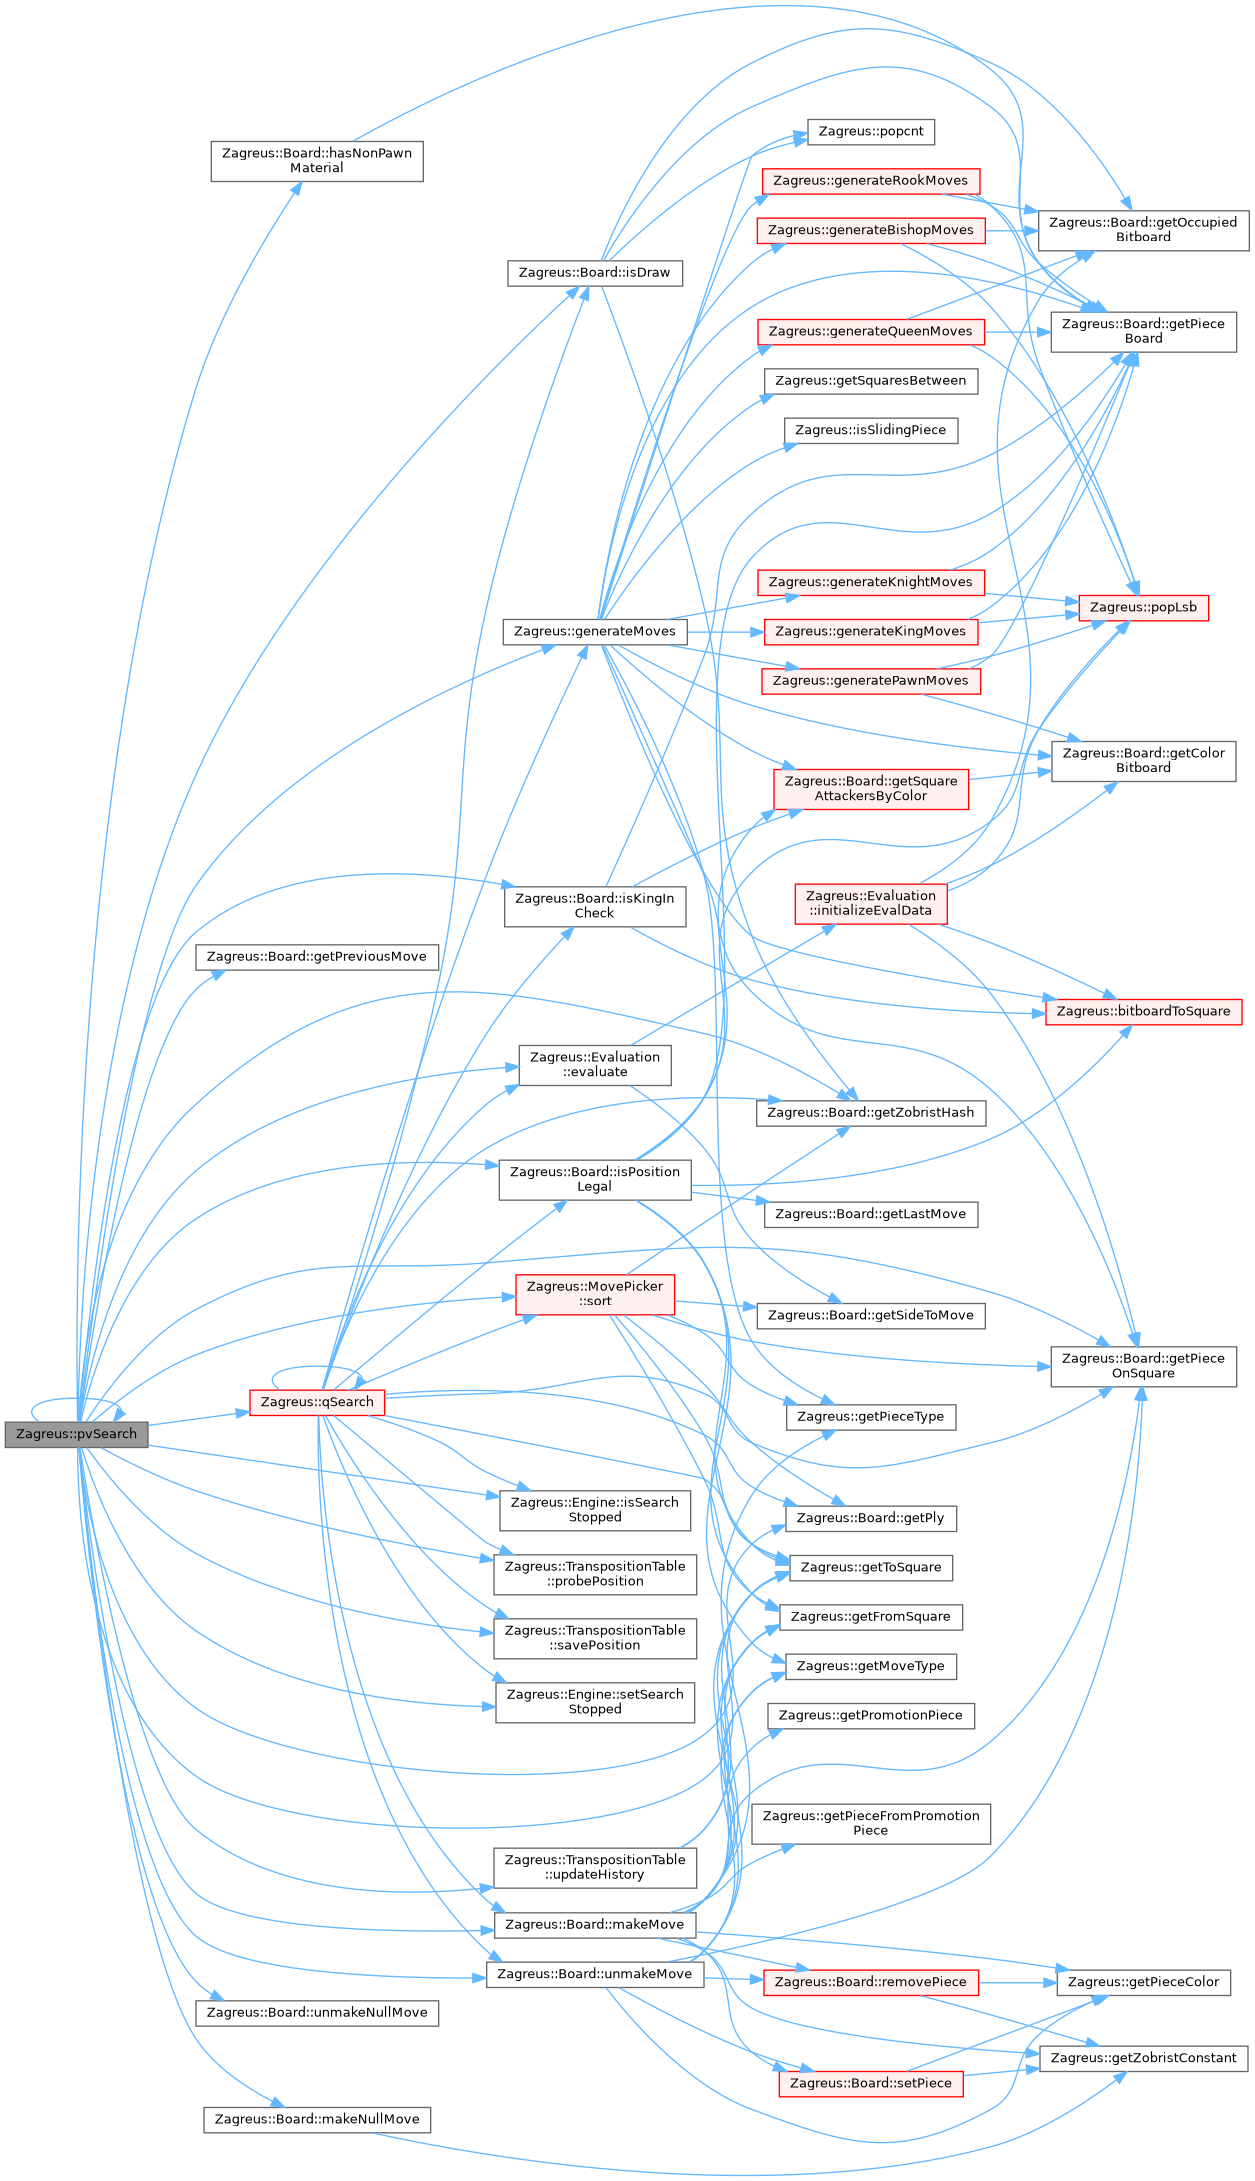 Zagreus::Board::hasNonPawn
Material
Zagreus::popcnt
Zagreus::generateRookMoves
Zagreus::generateBishopMoves
Zagreus::Board::getOccupied
Bitboard
Zagreus::Board::isDraw
Zagreus::generateQueenMoves
Zagreus::Board::getPiece
Board
Zagreus::getSquaresBetween
Zagreus::isSlidingPiece
Zagreus::generateKnightMoves
Zagreus::popLsb
Zagreus::generateMoves
Zagreus::generateKingMoves
Zagreus::generatePawnMoves
Zagreus::Board::getColor
Bitboard
Zagreus::Board::getSquare
AttackersByColor
Zagreus::Board::isKingIn
Check
Zagreus::Evaluation
::initializeEvalData
Zagreus::Board::getPreviousMove
Zagreus::bitboardToSquare
Zagreus::Evaluation
::evaluate
Zagreus::Board::getZobristHash
Zagreus::Board::isPosition
Legal
Zagreus::Board::getLastMove
Zagreus::MovePicker
::sort
Zagreus::Board::getSideToMove
Zagreus::Board::getPiece
OnSquare
Zagreus::qSearch
Zagreus::getPieceType
Zagreus::pvSearch
Zagreus::Engine::isSearch
Stopped
Zagreus::Board::getPly
Zagreus::TranspositionTable
::probePosition
Zagreus::getToSquare
Zagreus::getFromSquare
Zagreus::TranspositionTable
::savePosition
Zagreus::getMoveType
Zagreus::Engine::setSearch
Stopped
Zagreus::getPromotionPiece
Zagreus::getPieceFromPromotion
Piece
Zagreus::TranspositionTable
::updateHistory
Zagreus::Board::makeMove
Zagreus::Board::unmakeMove
Zagreus::Board::removePiece
Zagreus::getPieceColor
Zagreus::Board::unmakeNullMove
Zagreus::getZobristConstant
Zagreus::Board::setPiece
Zagreus::Board::makeNullMove